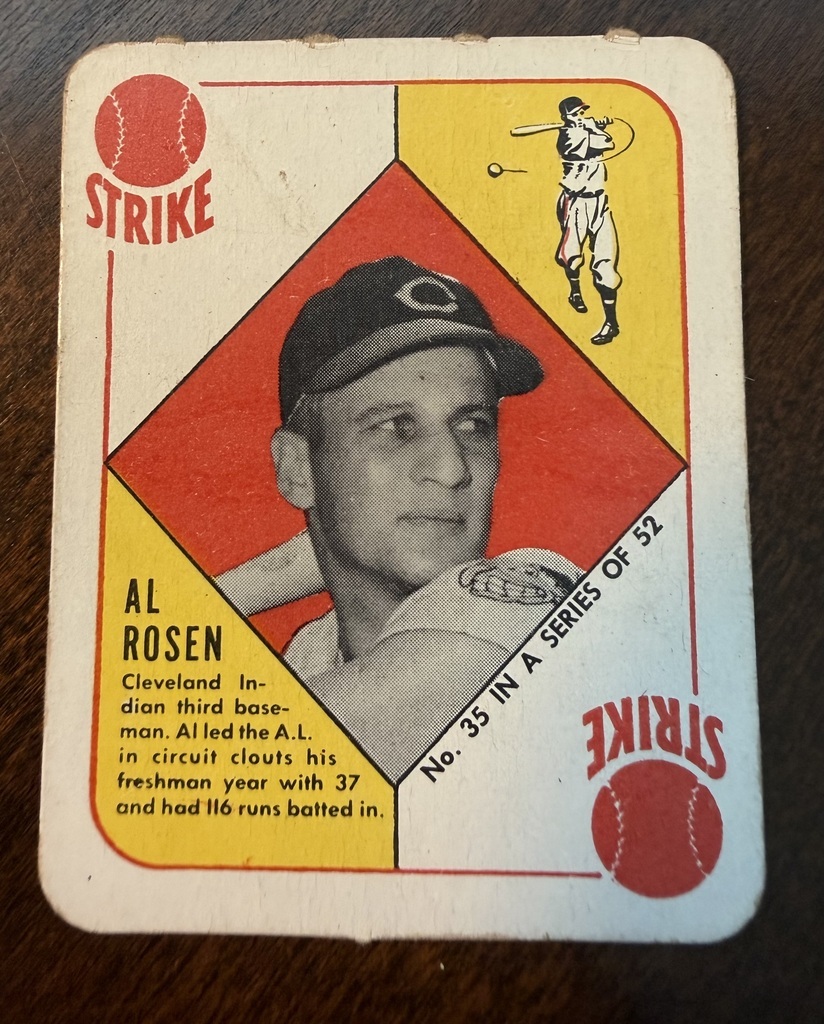 STRIKE
C
AL
ROSEN
Cleveland In-
dian third base-
man. Al led the A.L.
in circuit clouts his
freshman year with 37
and had 116 runs batted in.
No. 35 IN A SERIES OF 52
STRIKE